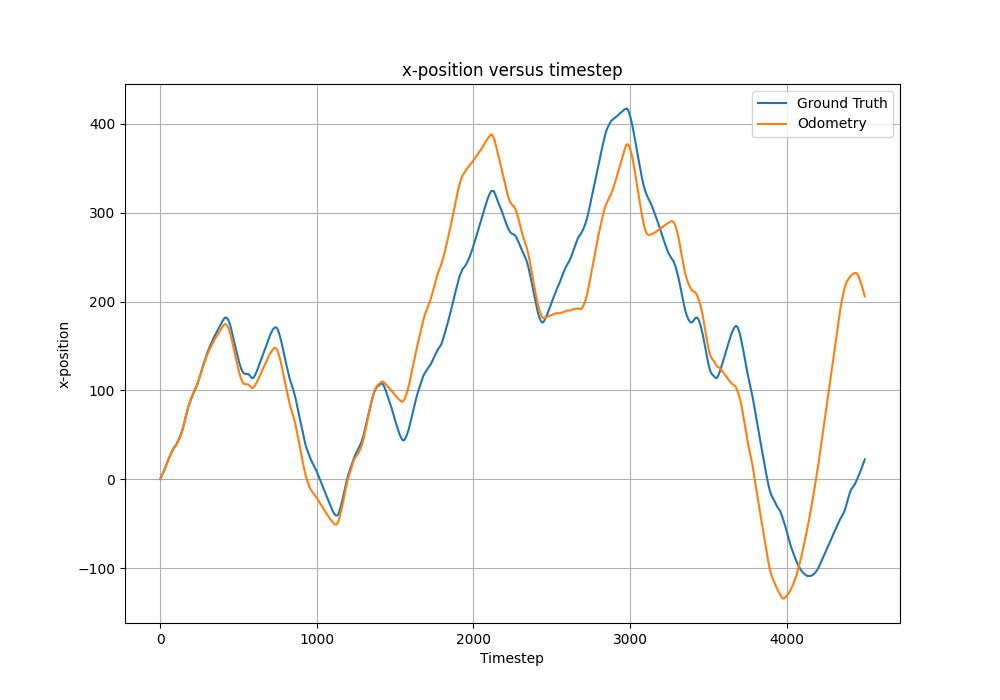 x-position versus timestep
Ground Truth
Odometry
400
300
200
100
0
−100
x-position
0 1000 2000 3000 4000
Timestep